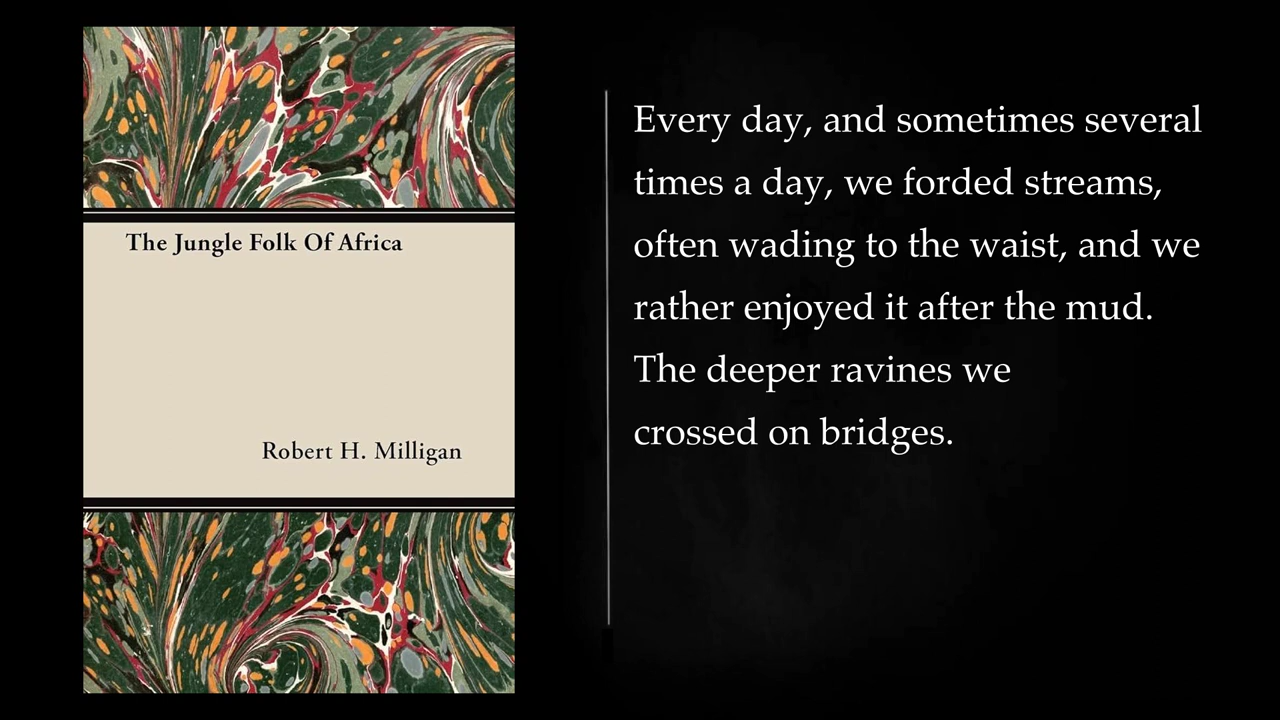 The Jungle Folk Of Africa
Robert H. Milligan
Every day, and sometimes several
times a day, we forded streams,
often wading to the waist, and we
rather enjoyed it after the mud.
The deeper ravines we
crossed on bridges.